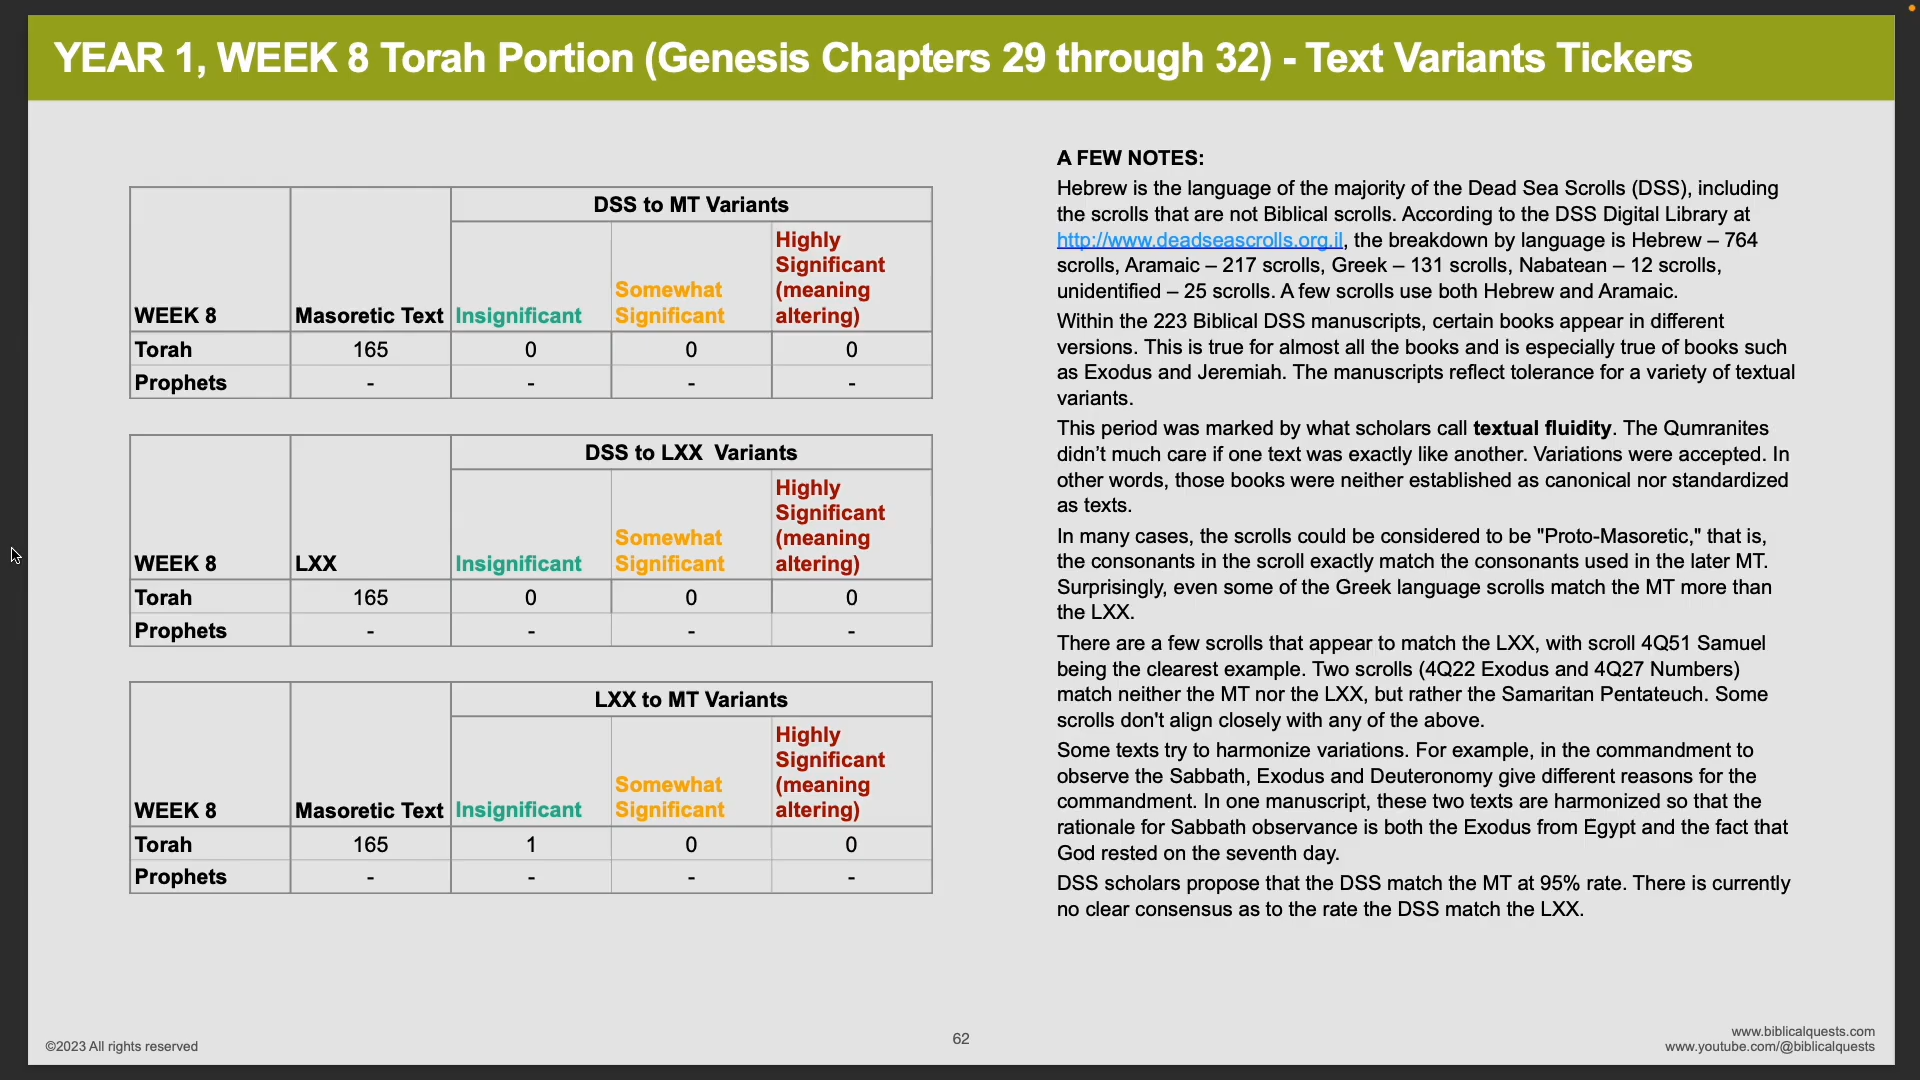 YEAR 1, WEEK 8 Torah Portion (Genesis Chapters 29 through 32) - Text Variants Tickers
DSS to MT Variants
WEEK 8 Masoretic Text Insignificant Somewhat Significant Highly Significant (meaning altering)
Torah 165 0 0 0
Prophets - - - -
DSS to LXX Variants
WEEK 8 LXX Insignificant Somewhat Significant Highly Significant (meaning altering)
Torah 165 0 0 0
Prophets - - - -
LXX to MT Variants
WEEK 8 Masoretic Text Insignificant Somewhat Significant Highly Significant (meaning altering)
Torah 165 1 0 0
Prophets - - - -
A FEW NOTES:
Hebrew is the language of the majority of the Dead Sea Scrolls (DSS), including
the scrolls that are not Biblical scrolls. According to the DSS Digital Library at
http://www.deadseascrolls.org.il, the breakdown by language is Hebrew – 764
scrolls, Aramaic – 217 scrolls, Greek – 131 scrolls, Nabatean – 12 scrolls,
unidentified – 25 scrolls. A few scrolls use both Hebrew and Aramaic.
Within the 223 Biblical DSS manuscripts, certain books appear in different
versions. This is true for almost all the books and is especially true of books such
as Exodus and Jeremiah. The manuscripts reflect tolerance for a variety of textual
variants.
This period was marked by what scholars call textual fluidity. The Qumranites
didn’t much care if one text was exactly like another. Variations were accepted. In
other words, those books were neither established as canonical nor standardized
as texts.
In many cases, the scrolls could be considered to be "Proto-Masoretic," that is,
the consonants in the scroll exactly match the consonants used in the later MT.
Surprisingly, even some of the Greek language scrolls match the MT more than
the LXX.
There are a few scrolls that appear to match the LXX, with scroll 4Q51 Samuel
being the clearest example. Two scrolls (4Q22 Exodus and 4Q27 Numbers)
match neither the MT nor the LXX, but rather the Samaritan Pentateuch. Some
scrolls don't align closely with any of the above.
Some texts try to harmonize variations. For example, in the commandment to
observe the Sabbath, Exodus and Deuteronomy give different reasons for the
commandment. In one manuscript, these two texts are harmonized so that the
rationale for Sabbath observance is both the Exodus from Egypt and the fact that
God rested on the seventh day.
DSS scholars propose that the DSS match the MT at 95% rate. There is currently
no clear consensus as to the rate the DSS match the LXX.
©2023 All rights reserved
62
www.biblicalquests.com
www.youtube.com/@biblicalquests